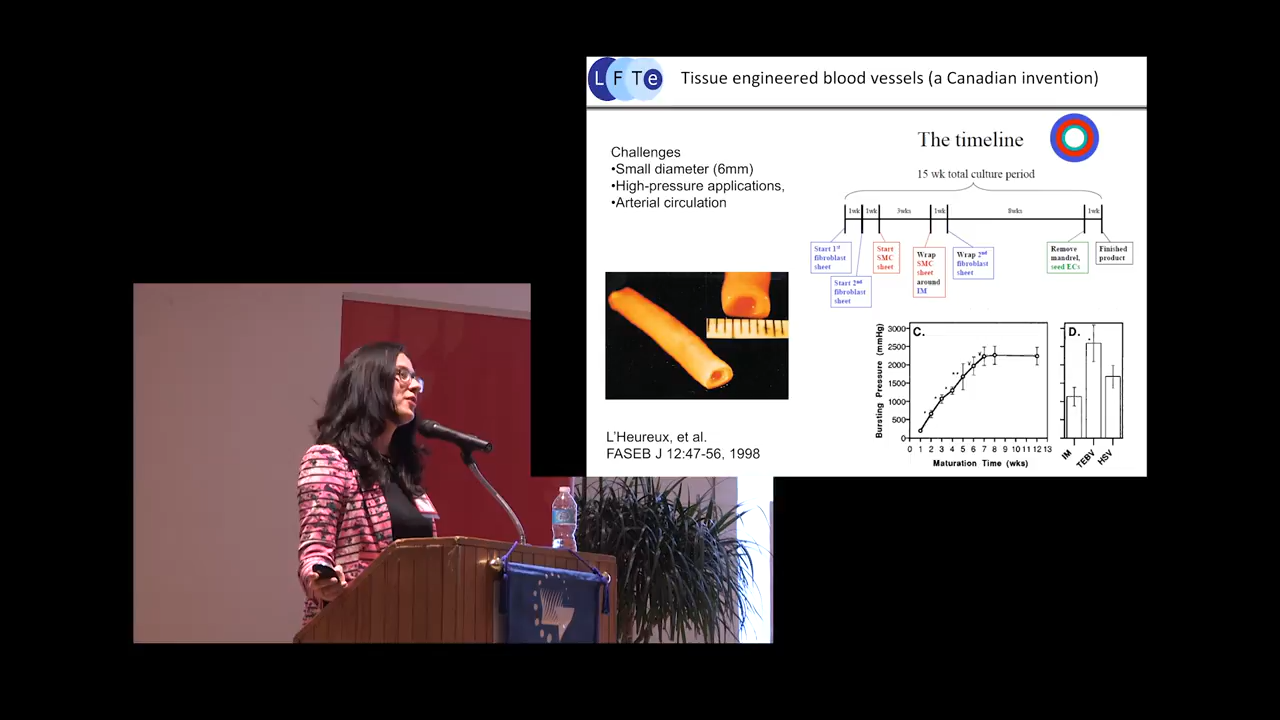 L F T e
Tissue engineered blood vessels (a Canadian invention)
Challenges
•Small diameter (6mm)
•High-pressure applications,
•Arterial circulation
The timeline
15 wk total culture period
1wk 1wk 3wks 1wk 8wks 1wk
Start 1st
fibroblast
sheet
Start 2nd
fibroblast
sheet
Start
SMC
sheet
Wrap
SMC
sheet
around
IM
Wrap 2nd
fibroblast
sheet
Remove
mandrel,
seed ECs
Finished
product
L'Heureux, et al.
FASEB J 12:47-56, 1998
C.
Bursting Pressure (mmHg)
3000
2500
2000
1500
1000
500
0
0 1 2 3 4 5 6 7 8 9 10 11 12 13
Maturation Time (wks)
D.
IM
TEBV
HSV